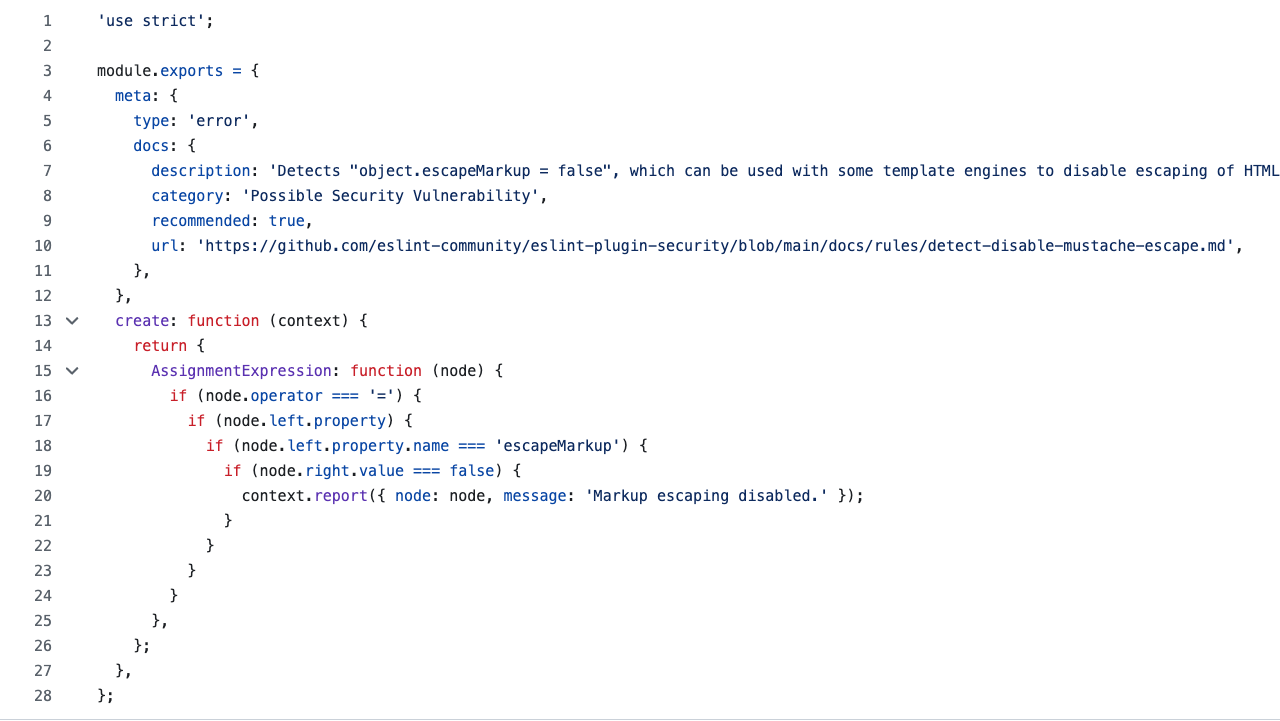 1 'use strict';
2
3 module.exports = {
4   meta: {
5     type: 'error',
6     docs: {
7       description: 'Detects "object.escapeMarkup = false", which can be used with some template engines to disable escaping of HTML
8       category: 'Possible Security Vulnerability',
9       recommended: true,
10       url: 'https://github.com/eslint-community/eslint-plugin-security/blob/main/docs/rules/detect-disable-mustache-escape.md',
11     },
12   },
13   create: function (context) {
14     return {
15       AssignmentExpression: function (node) {
16         if (node.operator === '=') {
17           if (node.left.property) {
18             if (node.left.property.name === 'escapeMarkup') {
19               if (node.right.value === false) {
20                 context.report({ node: node, message: 'Markup escaping disabled.' });
21               }
22             }
23           }
24         }
25       },
26     };
27   },
28 };